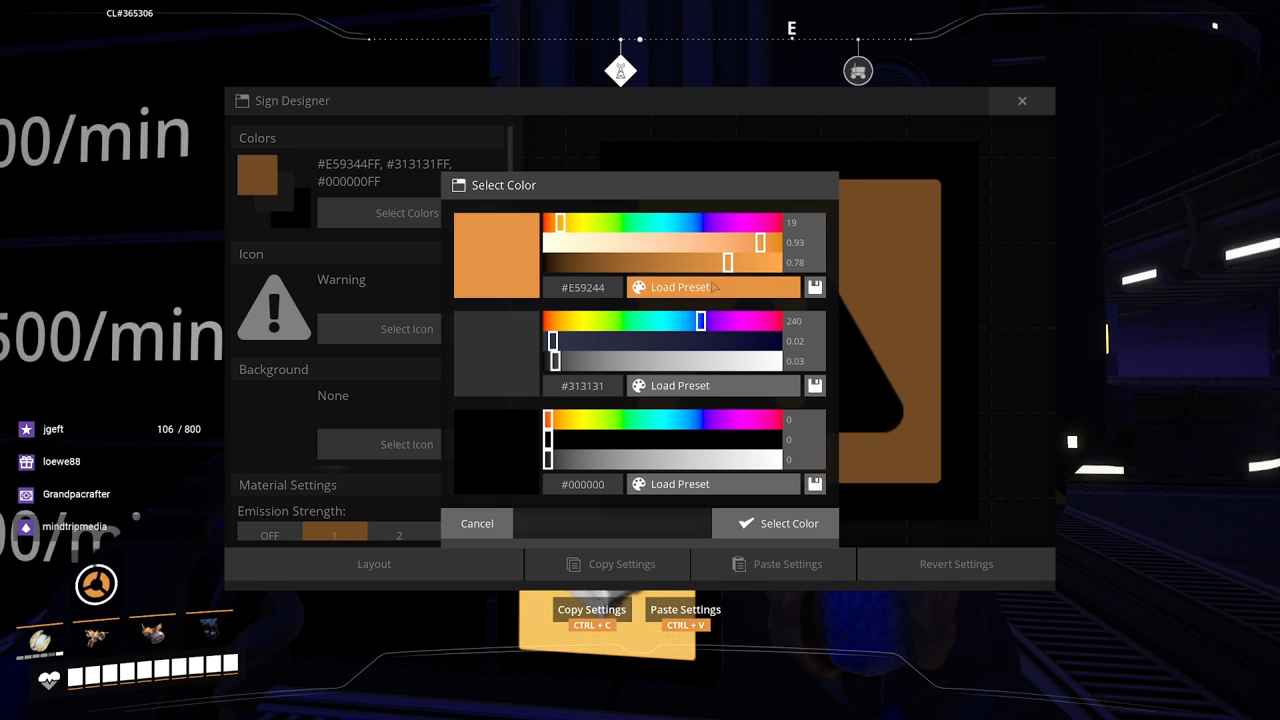 CL#365306
E
00/min
Sign Designer
Colors
#E59344FF, #313131FF,
#000000FF
Select Colors
Select Color
19
0.93
0.78
#E59244
Load Preset
Icon
Warning
Select Icon
500/min
240
0.02
0.03
#313131
Load Preset
Background
None
Select Icon
0
0
0
#000000
Load Preset
jgeft
106 / 800
loewe88
Grandpacrafter
mindtripmedia
00/m
Material Settings
Emission Strength:
OFF
1
2
Cancel
Select Color
Layout
Copy Settings
Paste Settings
Revert Settings
Copy Settings
CTRL + C
Paste Settings
CTRL + V